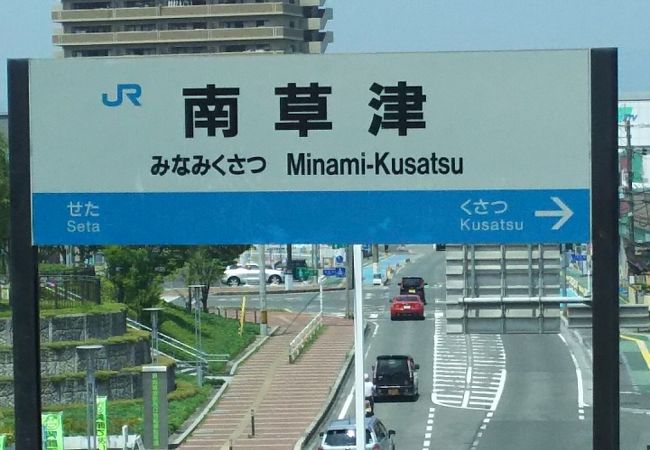 JR
南草津
みなみくさつ Minami-Kusatsu
せた
Seta
くさつ
Kusatsu